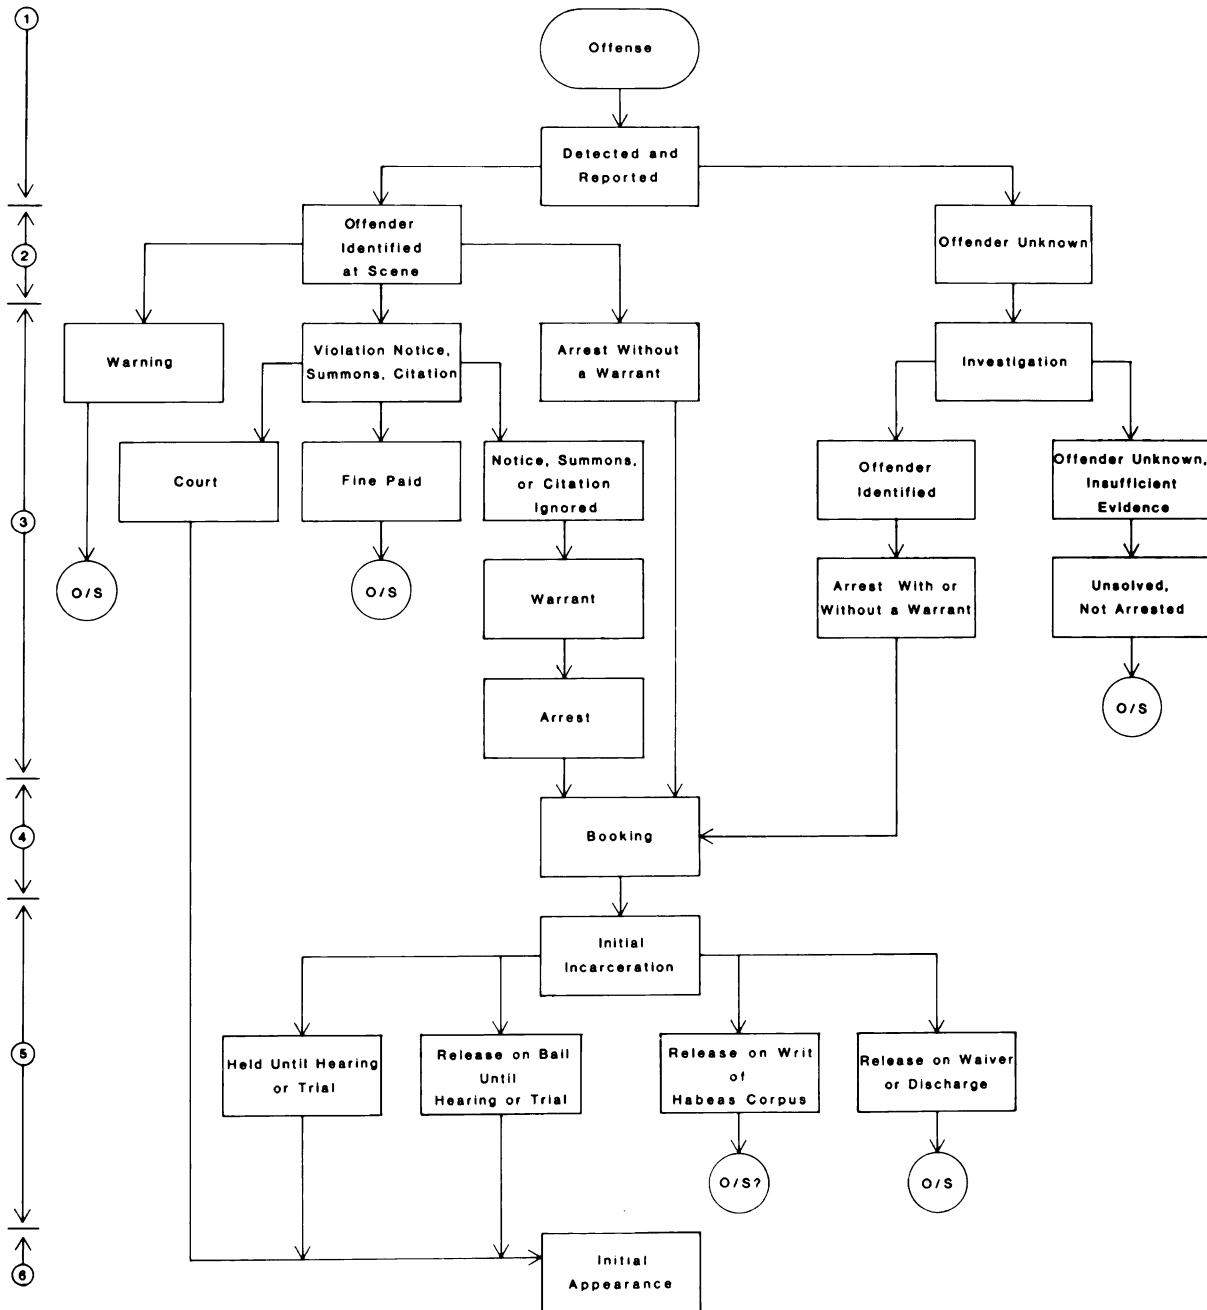 1
Offense
Detected and
Reported
2
Offender
Identified
at Scene
Offender Unknown
3
Warning
Violation Notice,
Summons, Citation
Arrest Without
a Warrant
Investigation
Court
Fine Paid
Notice, Summons,
or Citation
Ignored
Offender
Identified
Offender Unknown,
Insufficient
Evidence
O/S
O/S
Warrant
Arrest With or
Without a Warrant
Unsolved,
Not Arrested
Arrest
O/S
4
Booking
5
Initial
Incarceration
Held Until Hearing
or Trial
Release on Bail
Until
Hearing or Trial
Release on Writ
of
Habeas Corpus
Release on Waiver
or Discharge
O/S?
O/S
6
Initial
Appearance